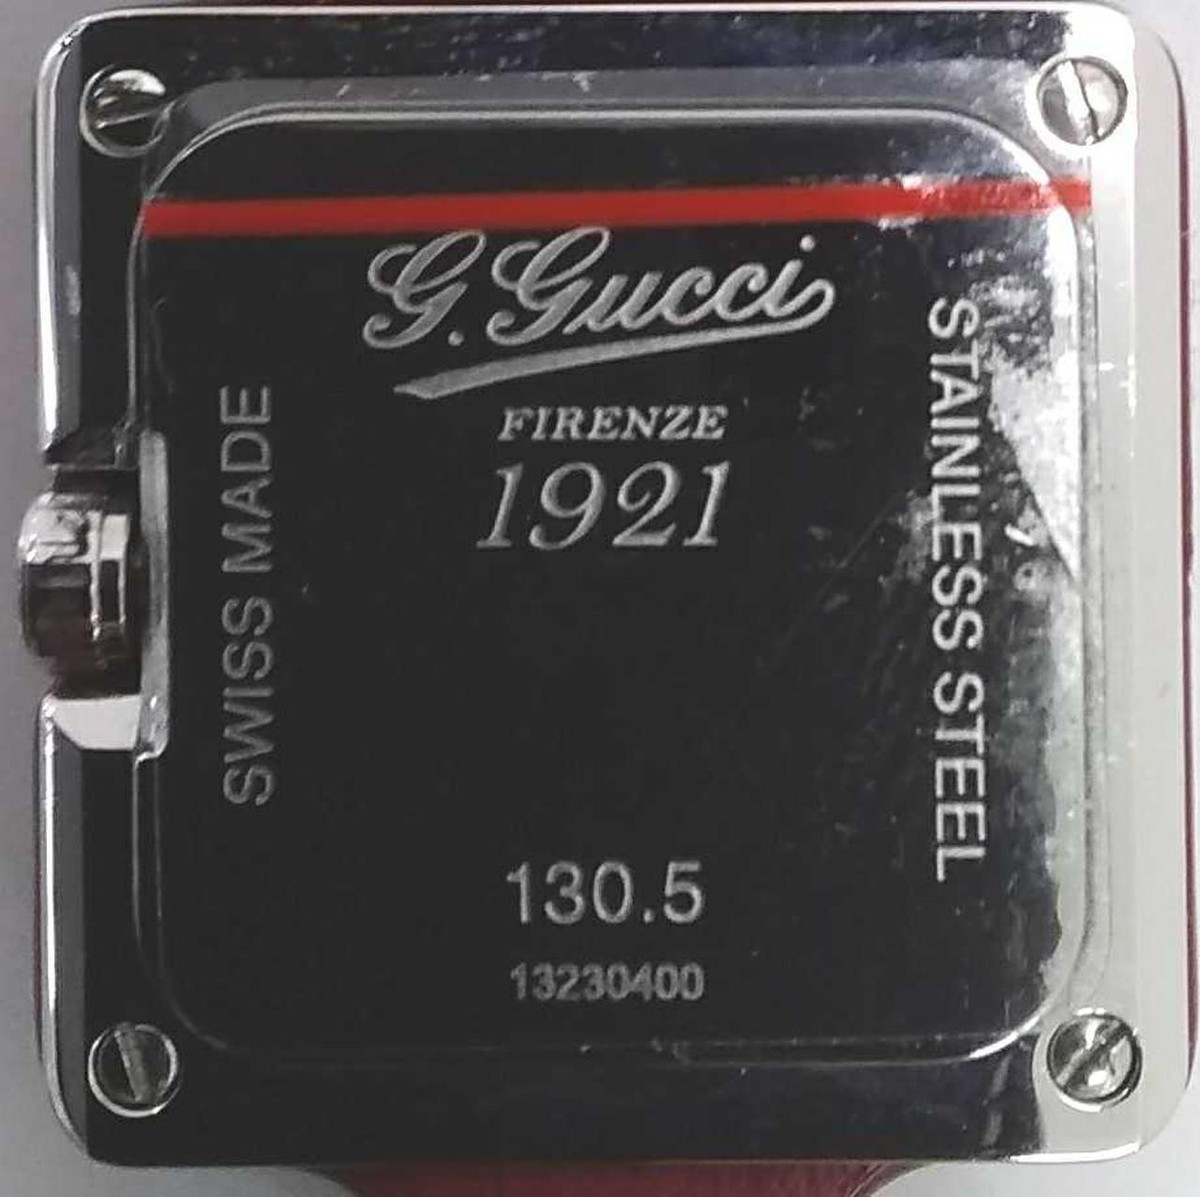 G. Gucci
FIRENZE
1921
SWISS MADE
STAINLESS STEEL
130.5
13230400